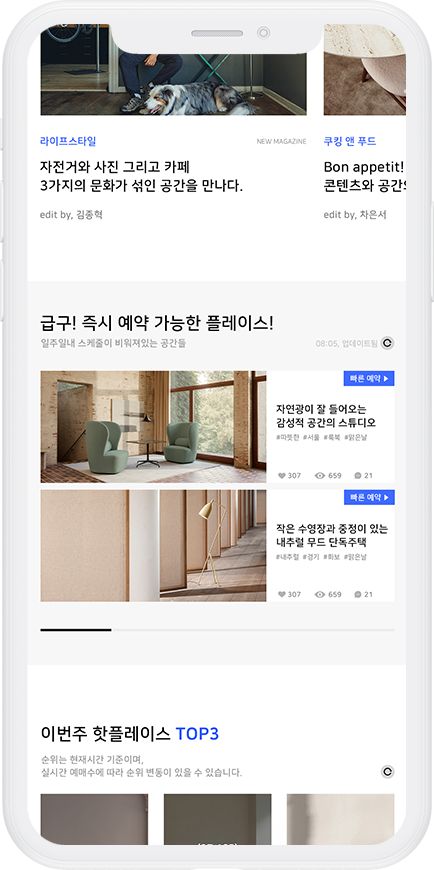 라이프스타일
NEW MAGAZINE
자전거와 사진 그리고 카페
3가지의 문화가 섞인 공간을 만나다.
edit by, 김종혁
쿠킹 앤 푸드
Bon appetit!
콘텐츠와 공간
edit by, 차은서
급구! 즉시 예약 가능한 플레이스!
일주일내 스케줄이 비워져있는 공간들
08:05, 업데이트됨
빠른 예약
자연광이 잘 들어오는
감성적 공간의 스튜디오
#따뜻한 #서울 #룩북 #맑은날
307 659 21
빠른 예약
작은 수영장과 중정이 있는
내추럴 무드 단독주택
#내추럴 #경기 #화보 #맑은날
307 659 21
이번주 핫플레이스 TOP3
순위는 현재시간 기준이며,
실시간 예매수에 따라 순위 변동이 있을 수 있습니다.